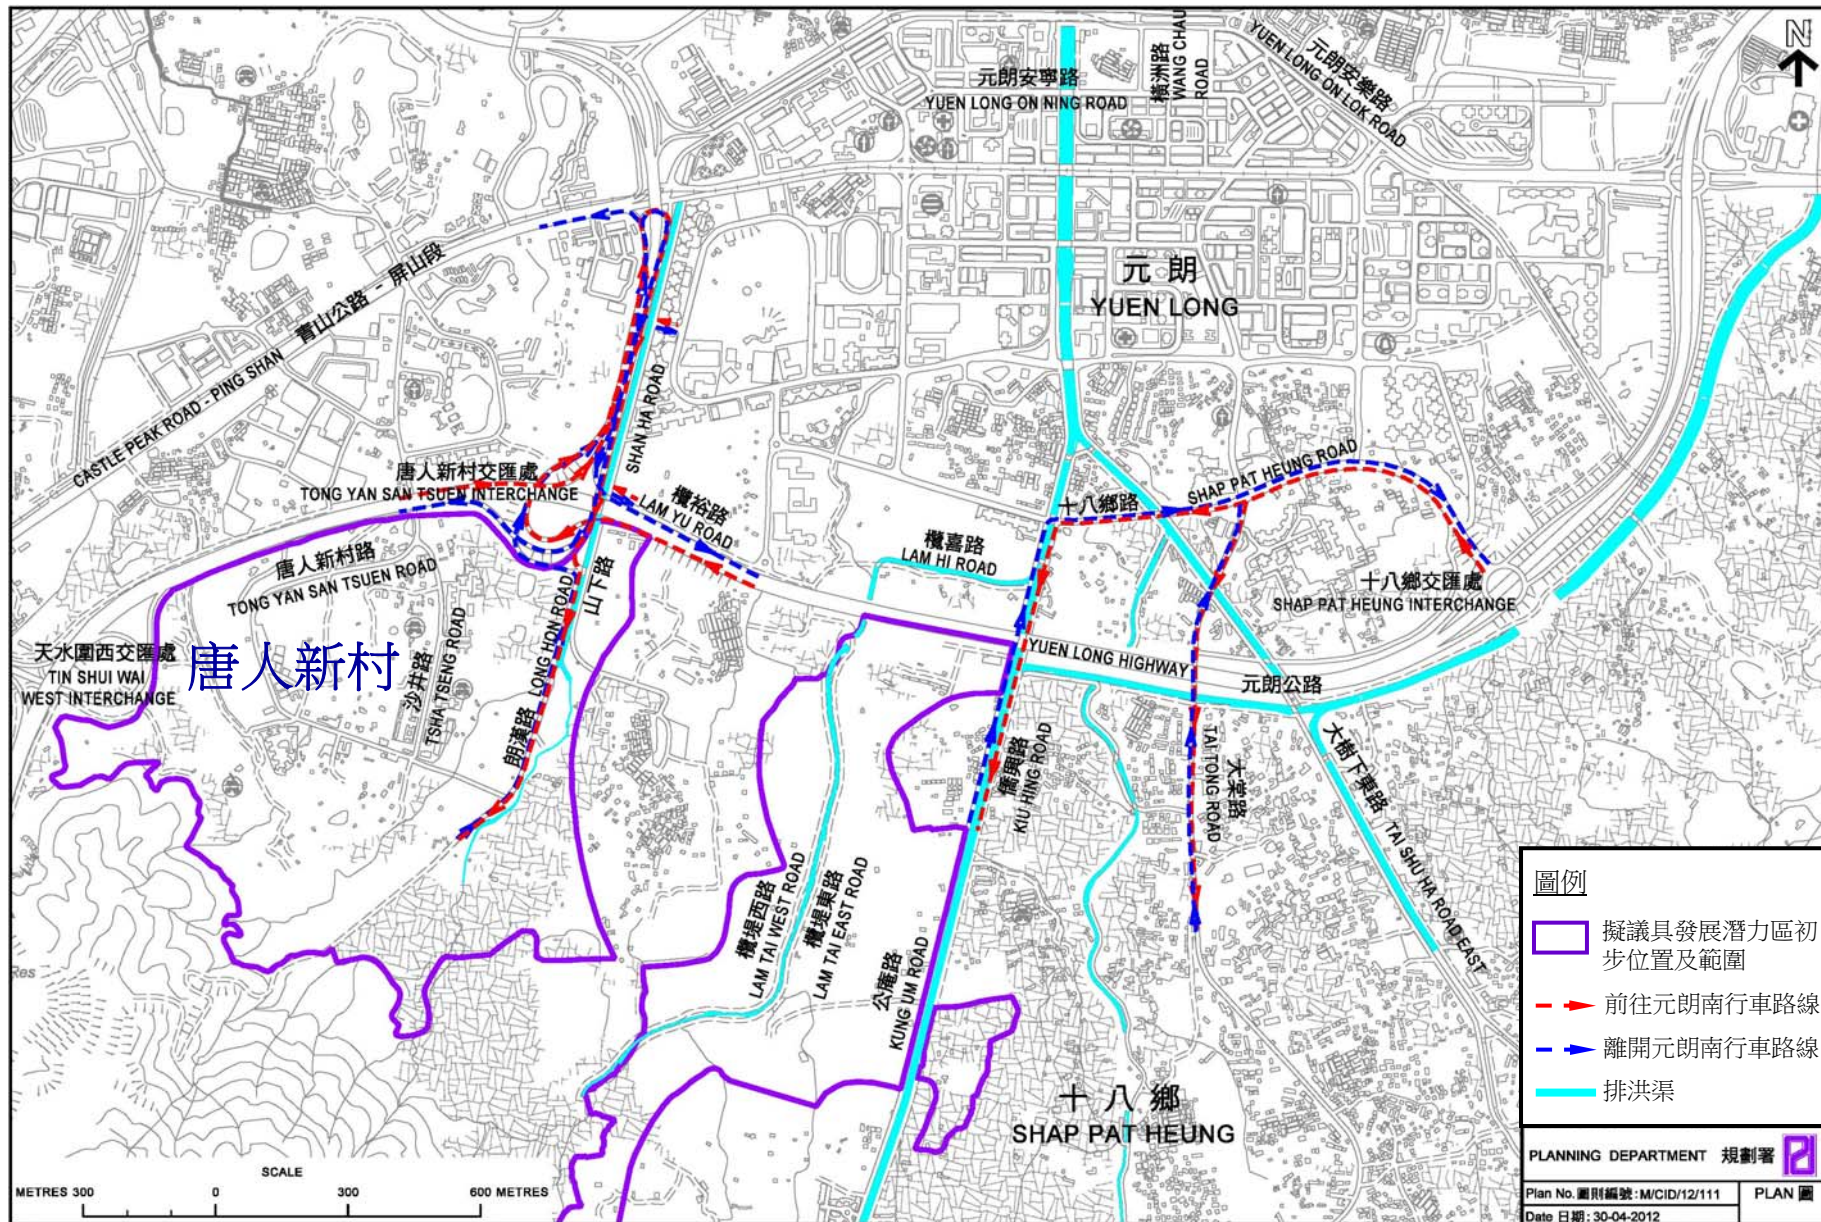 N
元朗安寧路
YUEN LONG ON NING ROAD
橫洲路
WANG CHAU
ROAD
元朗安樂路
YUEN LONG ON LOK ROAD
元朗
YUEN LONG
青山公路 - 屏山段
CASTLE PEAK ROAD - PING SHAN
SHAN HA ROAD
山下路
唐人新村交匯處
TONG YAN SAN TSUEN INTERCHANGE
欖裕路
LAM YU ROAD
十八鄉路
SHAP PAT HEUNG ROAD
欖喜路
LAM HI ROAD
十八鄉交匯處
SHAP PAT HEUNG INTERCHANGE
唐人新村路
TONG YAN SAN TSUEN ROAD
天水圍西交匯處
TIN SHUI WAI
WEST INTERCHANGE
唐人新村
沙井路
TSHA TSENG ROAD
朗漢路
LONG HON ROAD
YUEN LONG HIGHWAY
元朗公路
僑興路
KIU HING ROAD
大棠路
TAI TONG ROAD
大樹下東路
TAI SHU HA ROAD EAST
欖堤西路
LAM TAI WEST ROAD
欖堤東路
LAM TAI EAST ROAD
公庵路
KUNG UM ROAD
Res
十八鄉
SHAP PAT HEUNG
SCALE
METRES 300 0 300 600 METRES
圖例
擬議具發展潛力區初
步位置及範圍
前往元朗南行車路線
離開元朗南行車路線
排洪渠
PLANNING DEPARTMENT 規劃署
Plan No. 圖則編號: M/CID/12/111
PLAN 圖
Date 日期: 30-04-2012